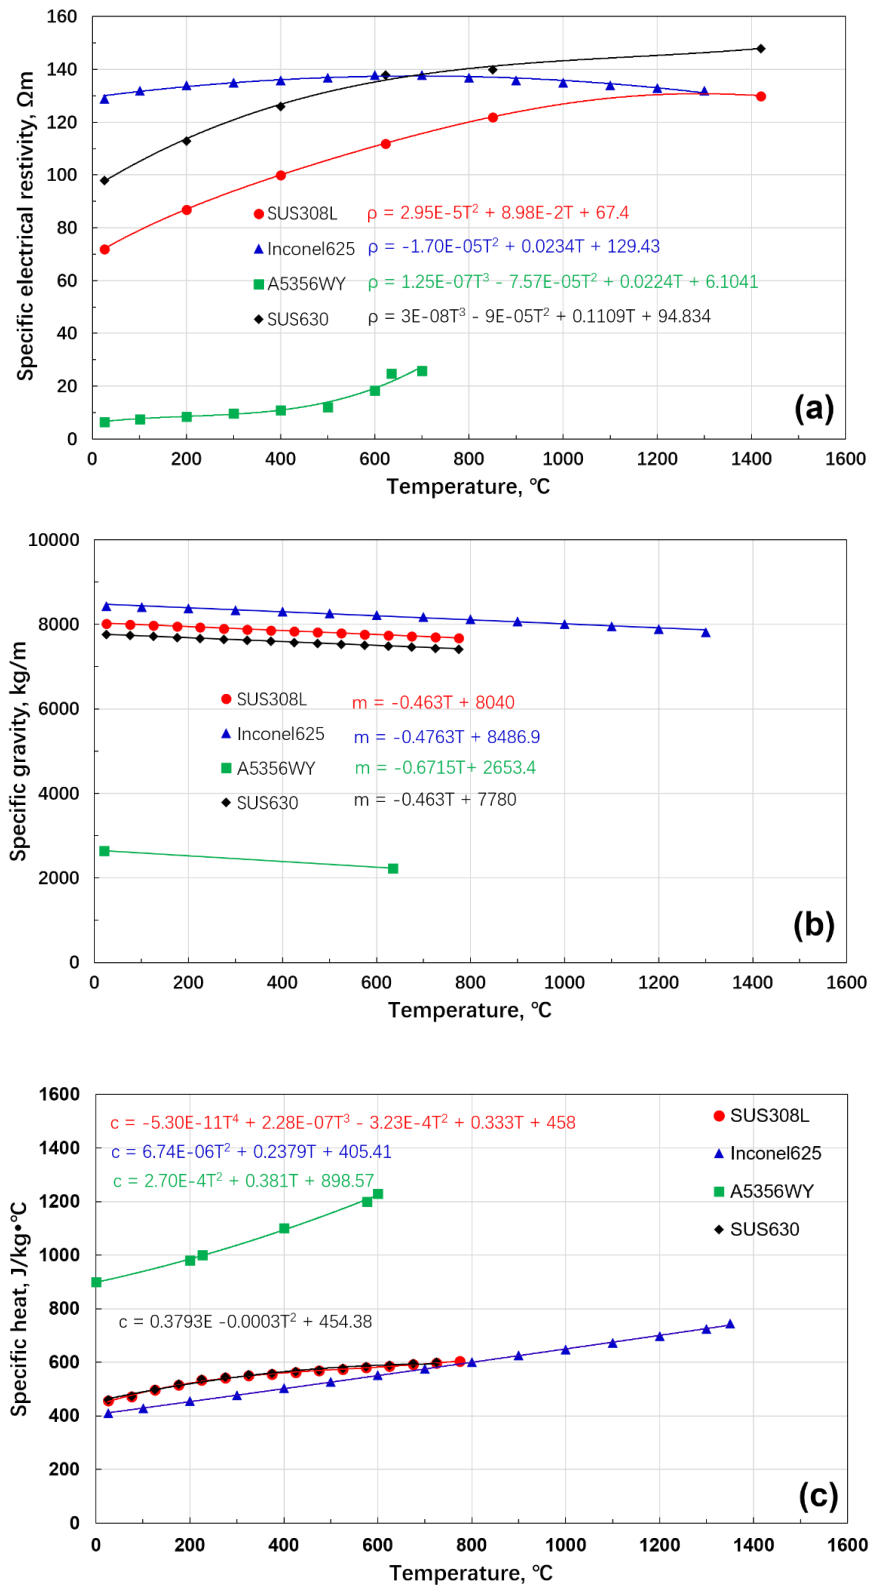 160
140
120
100
80
60
40
20
0
Specific electrical restivity, Ωm
SUS308L ρ = 2.95E-5T² + 8.98E-2T + 67.4
Inconel625 ρ = -1.70E-05T² + 0.0234T + 129.43
A5356WY ρ = 1.25E-07T³ - 7.57E-05T² + 0.0224T + 6.1041
SUS630 ρ = 3E-08T³ - 9E-05T² + 0.1109T + 94.834
(a)
0 200 400 600 800 1000 1200 1400 1600
Temperature, ℃
10000
8000
6000
4000
2000
0
Specific gravity, kg/m
SUS308L m = -0.463T + 8040
Inconel625 m = -0.4763T + 8486.9
A5356WY m = -0.6715T+ 2653.4
SUS630 m = -0.463T + 7780
(b)
0 200 400 600 800 1000 1200 1400 1600
Temperature, ℃
1600
1400
1200
1000
800
600
400
200
0
Specific heat, J/kg•℃
c = -5.30E-11T⁴ + 2.28E-07T³ - 3.23E-4T² + 0.333T + 458
c = 6.74E-06T² + 0.2379T + 405.41
c = 2.70E-4T² + 0.381T + 898.57
c = 0.3793E -0.0003T² + 454.38
SUS308L
Inconel625
A5356WY
SUS630
(c)
0 200 400 600 800 1000 1200 1400 1600
Temperature, ℃